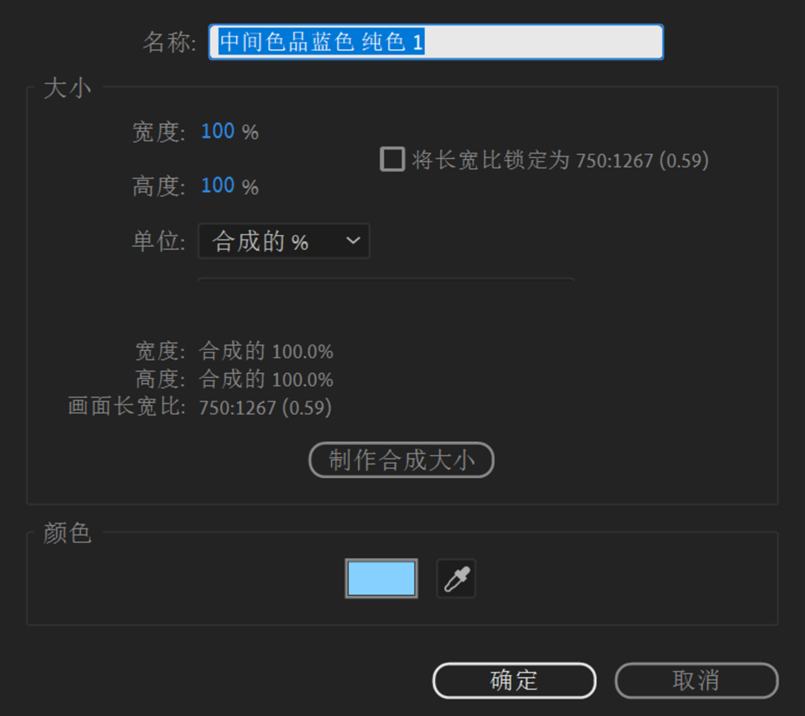 名称: 中间色品蓝色 纯色 1
大小
宽度: 100 %
将长宽比锁定为 750:1267 (0.59)
高度: 100 %
单位: 合成的 %
宽度: 合成的 100.0%
高度: 合成的 100.0%
画面长宽比: 750:1267 (0.59)
制作合成大小
颜色
确定 取消